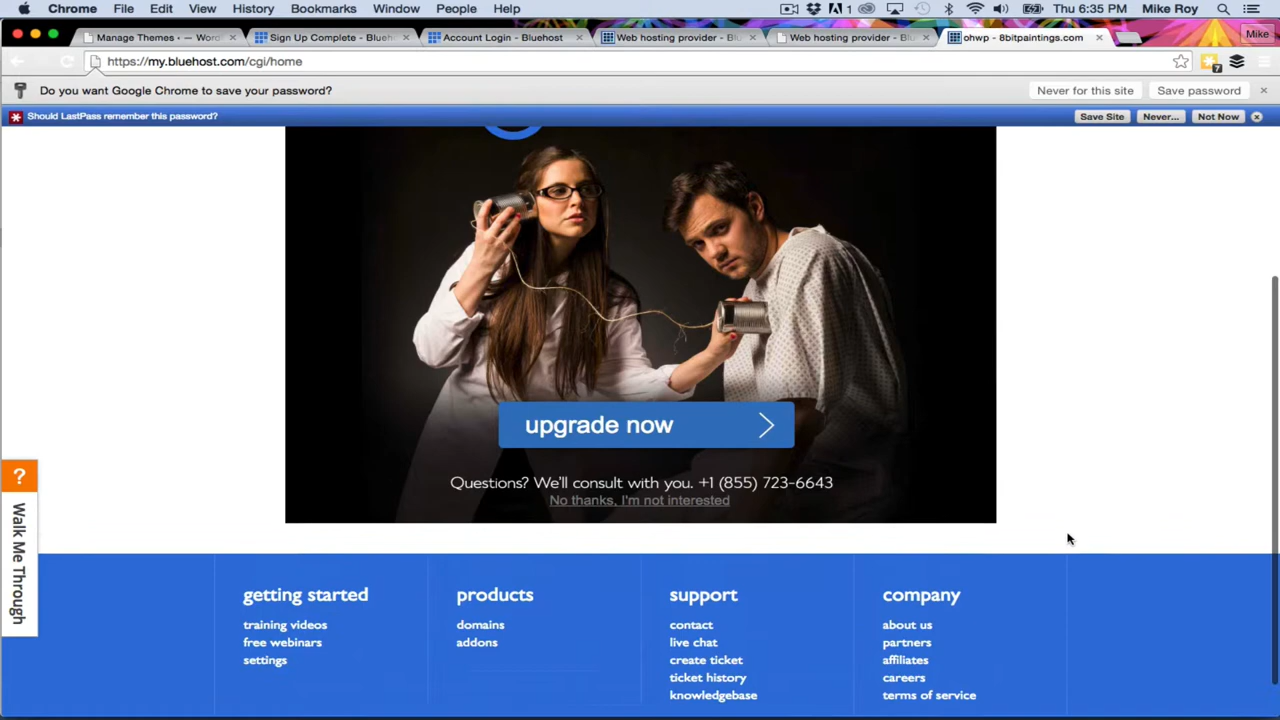 Chrome File Edit View History Bookmarks Window People Help 1 Thu 6:35 PM Mike Roy
Manage Themes ‹ — Word Sign Up Complete - Blueh Account Login - Bluehost Web hosting provider - Bl Web hosting provider - Bl ohwp - 8bitpaintings.com Mike
https://my.bluehost.com/cgi/home 7
Do you want Google Chrome to save your password? Never for this site Save password
Should LastPass remember this password? Save Site Never... Not Now
upgrade now
Questions? We'll consult with you. +1 (855) 723-6643
No thanks, I'm not interested
?
Walk Me Through
getting started
training videos
free webinars
settings
products
domains
addons
support
contact
live chat
create ticket
ticket history
knowledgebase
company
about us
partners
affiliates
careers
terms of service